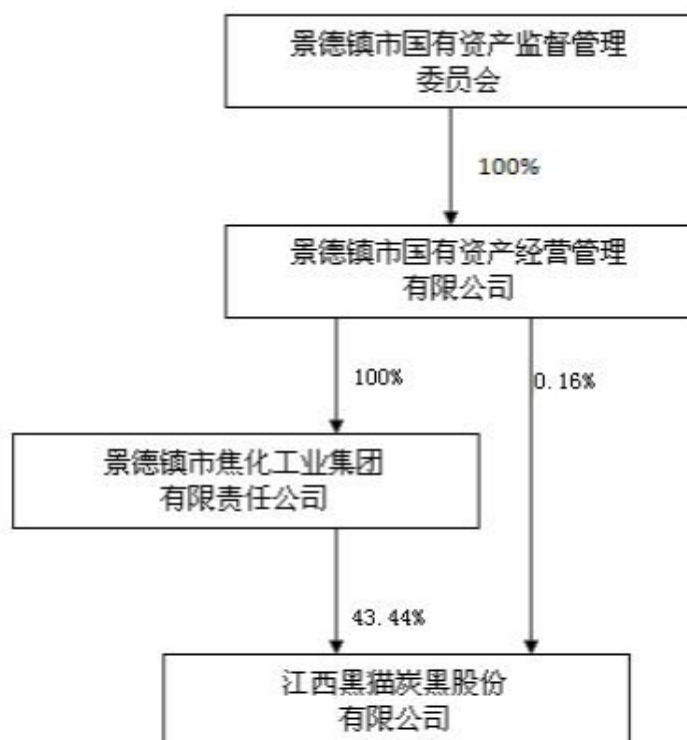 景德镇市国有资产监督管理
委员会
100%
景德镇市国有资产经营管理
有限公司
100%
0.16%
景德镇市焦化工业集团
有限责任公司
43.44%
江西黑猫炭黑股份
有限公司